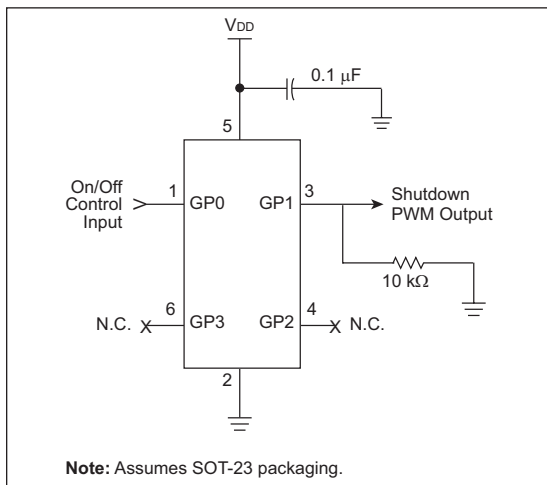 VDD
0.1 μF
5
On/Off
Control
Input
1
GP0
GP1
3
Shutdown
PWM Output
10 kΩ
N.C.
X
6
GP3
GP2
4
X
N.C.
2
Note: Assumes SOT-23 packaging.